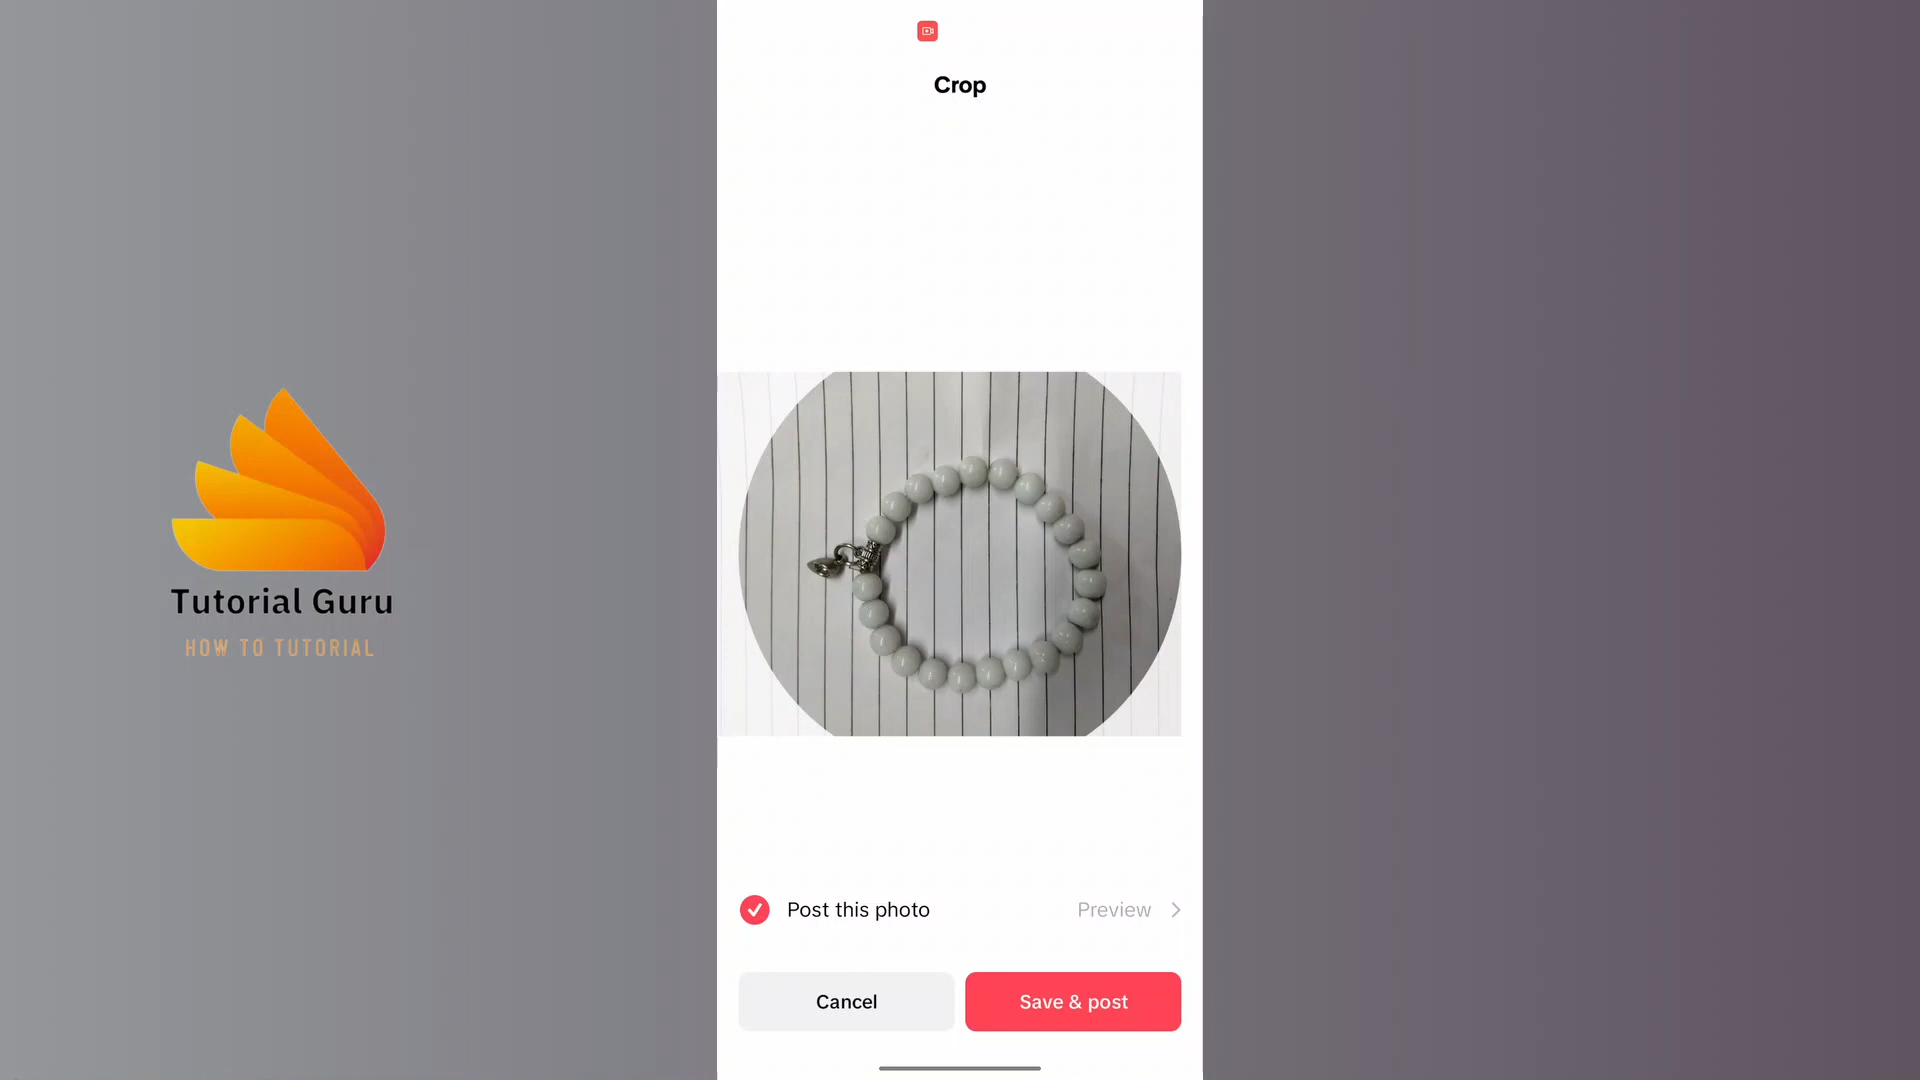 Crop
Tutorial Guru
HOW TO TUTORIAL
Post this photo
Preview
Cancel
Save & post